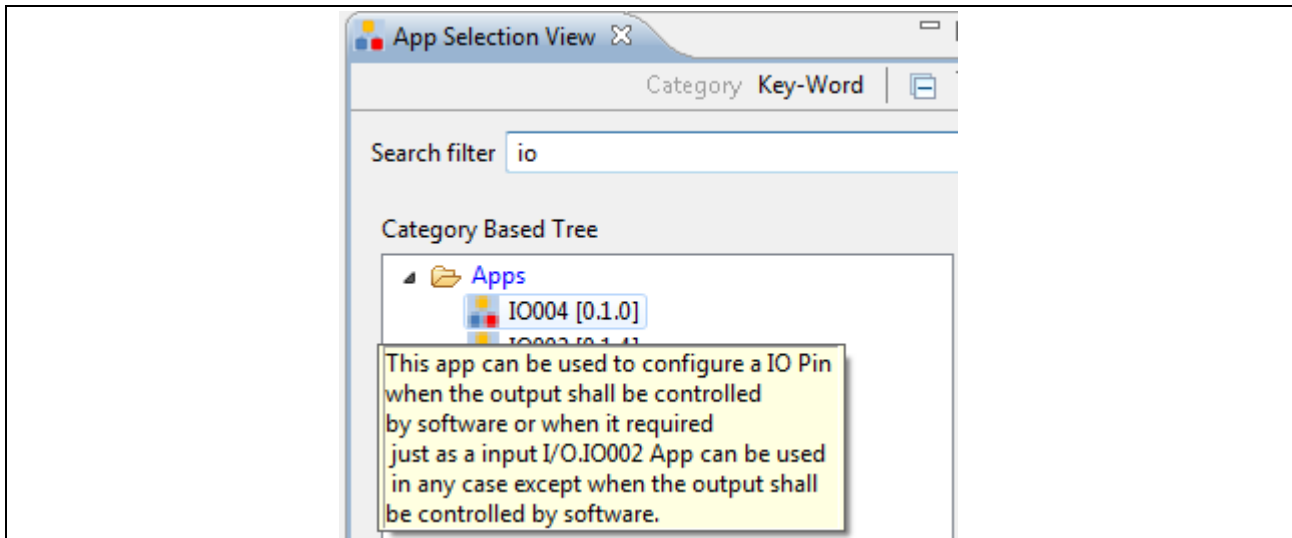 App Selection View
Category Key-Word
Search filter io
Category Based Tree
Apps
IO004 [0.1.0]
This app can be used to configure a IO Pin
when the output shall be controlled
by software or when it required
just as a input I/O.IO002 App can be used
in any case except when the output shall
be controlled by software.